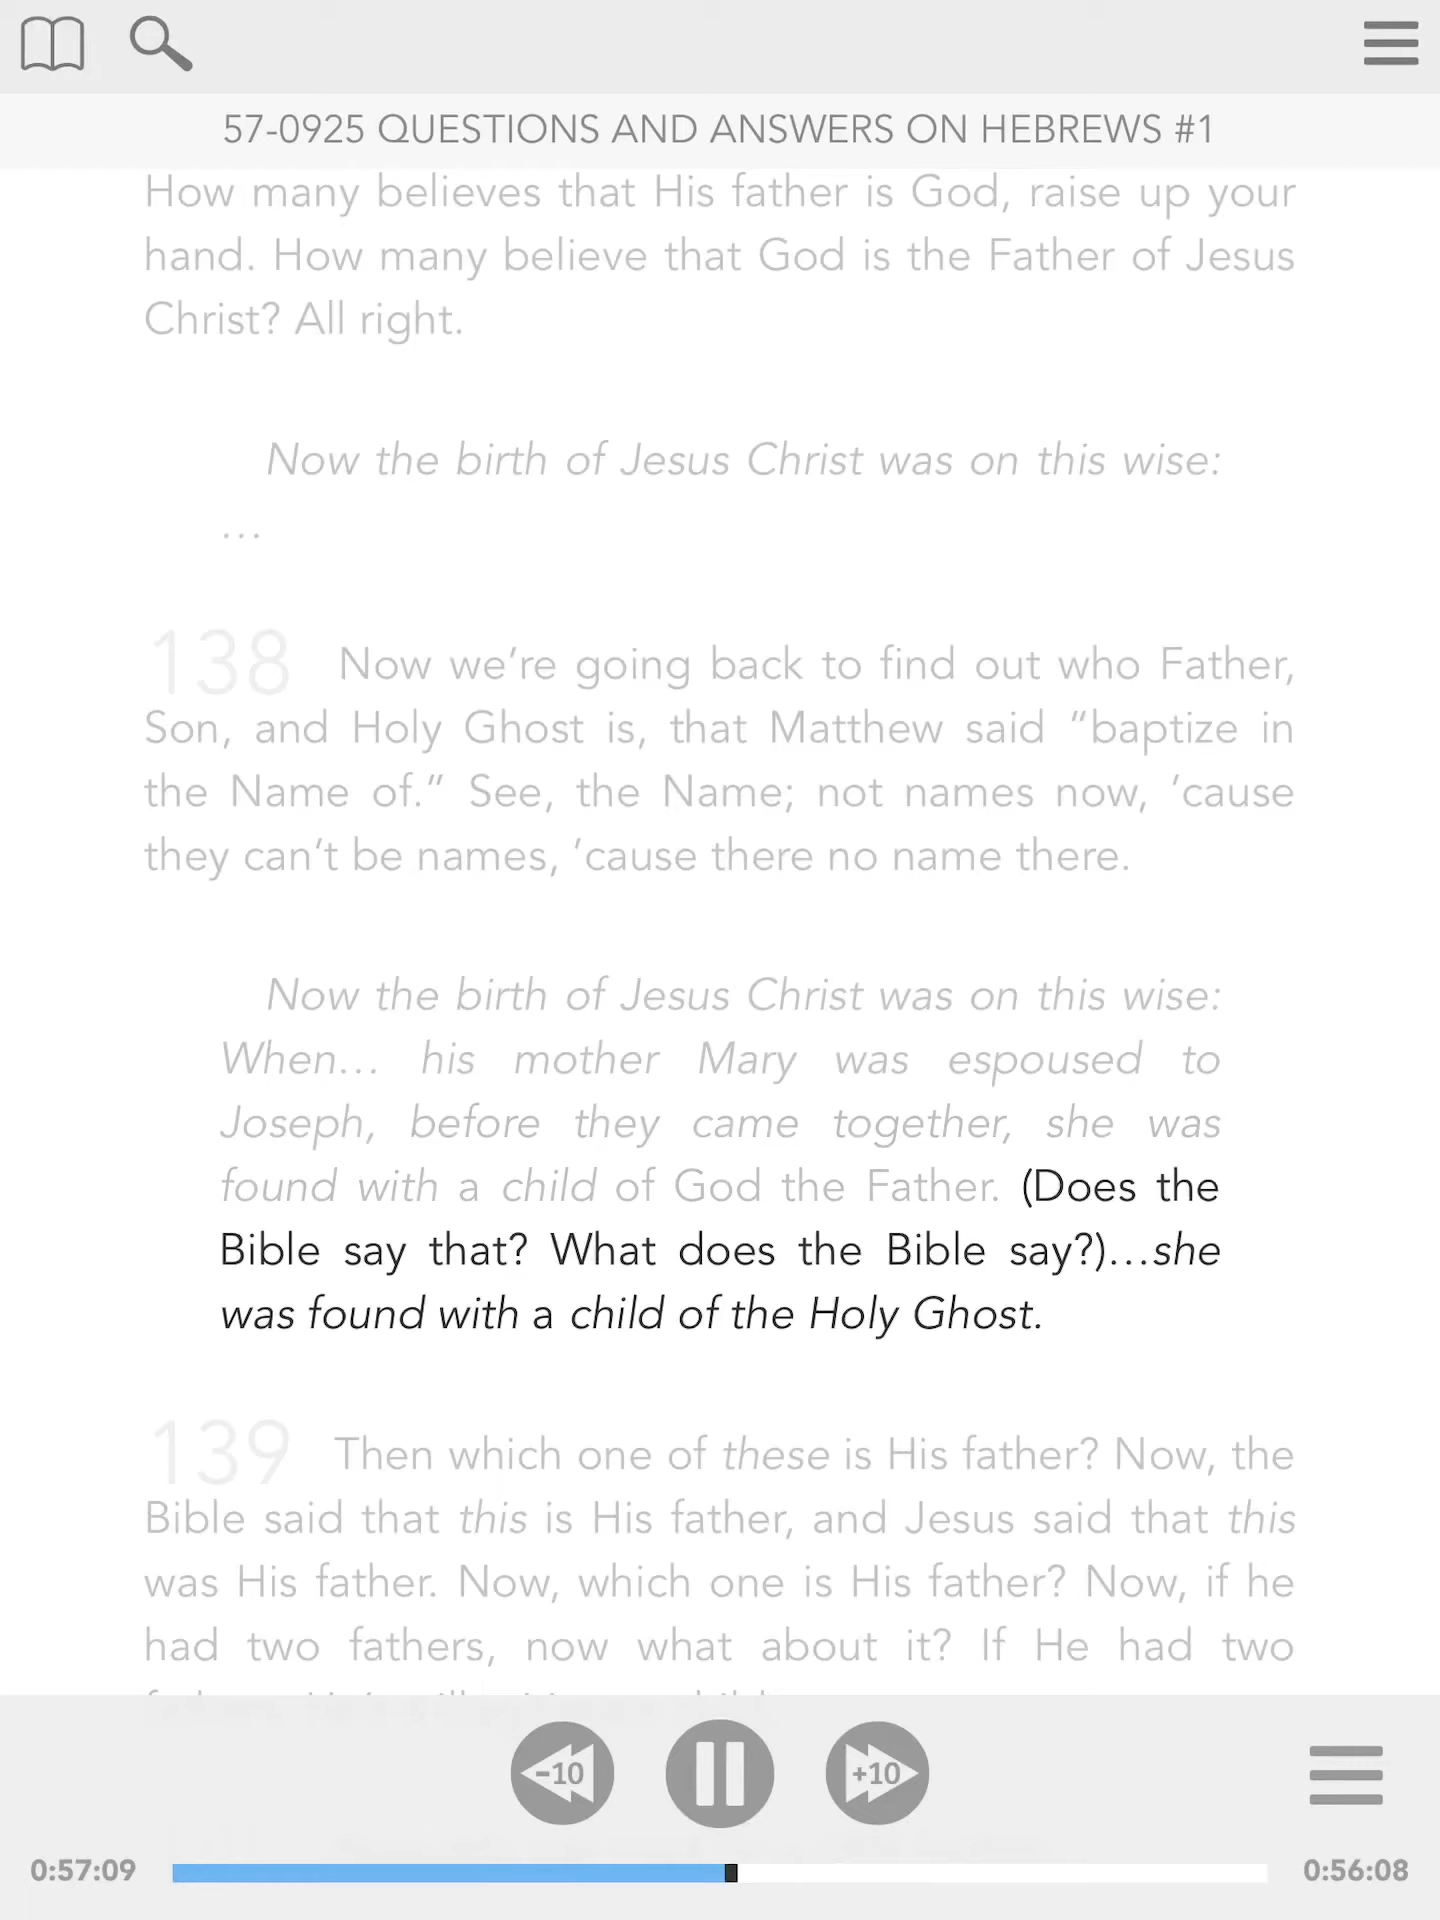 57-0925 QUESTIONS AND ANSWERS ON HEBREWS #1
How many believes that His father is God, raise up your
hand. How many believe that God is the Father of Jesus
Christ? All right.
Now the birth of Jesus Christ was on this wise:
…
138 Now we’re going back to find out who Father,
Son, and Holy Ghost is, that Matthew said “baptize in
the Name of.” See, the Name; not names now, ’cause
they can’t be names, ’cause there no name there.
Now the birth of Jesus Christ was on this wise:
When… his mother Mary was espoused to
Joseph, before they came together, she was
found with a child of God the Father. (Does the
Bible say that? What does the Bible say?)…she
was found with a child of the Holy Ghost.
139 Then which one of these is His father? Now, the
Bible said that this is His father, and Jesus said that this
was His father. Now, which one is His father? Now, if he
had two fathers, now what about it? If He had two
-10 +10
0:57:09 0:56:08